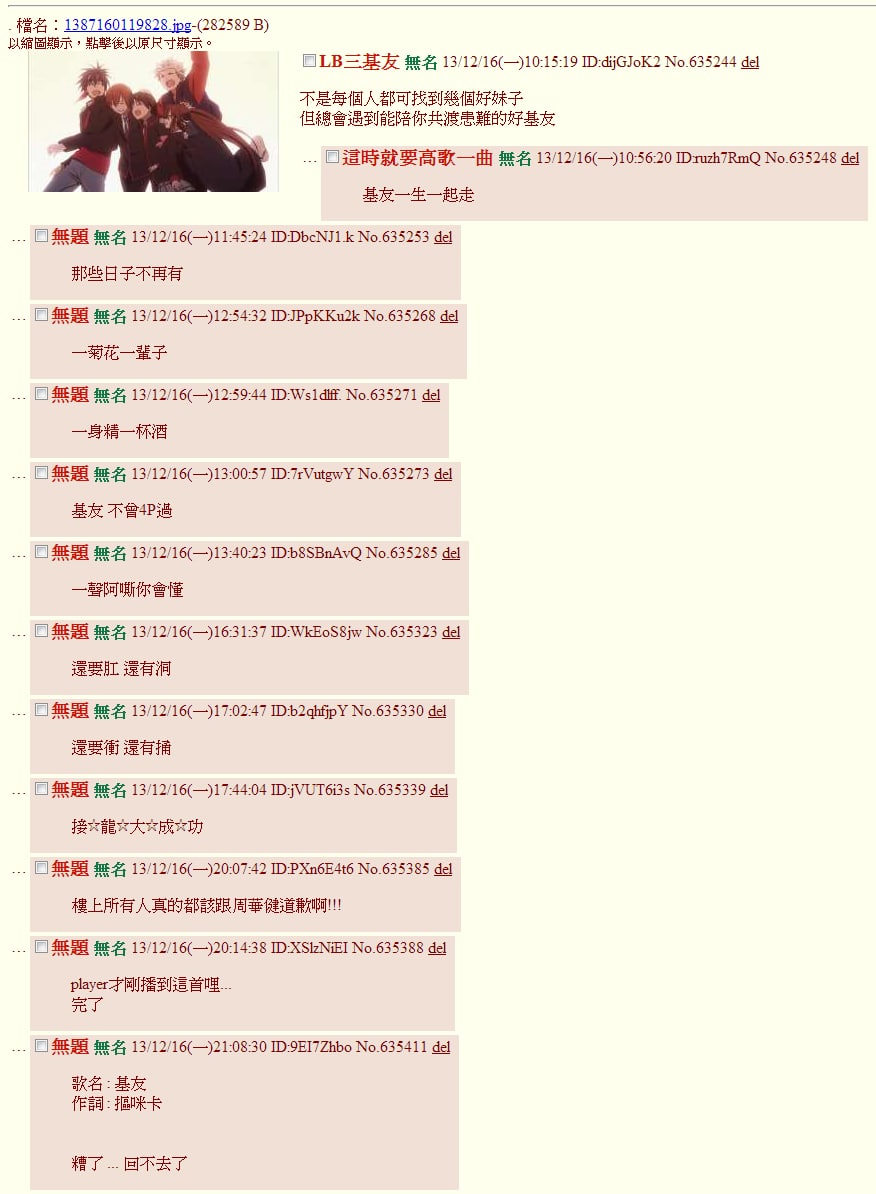 . 檔名：1387160119828.jpg-(282589 B)
以縮圖顯示，點擊後以原尺寸顯示。
LB三基友 無名 13/12/16(一)10:15:19 ID:dijGJoK2 No.635244 del
不是每個人都可找到幾個好妹子
但總會遇到能陪你共渡患難的好基友
… 這時就要高歌一曲 無名 13/12/16(一)10:56:20 ID:ruzh7RmQ No.635248 del
基友一生一起走
… 無題 無名 13/12/16(一)11:45:24 ID:DbcNJ1.k No.635253 del
那些日子不再有
… 無題 無名 13/12/16(一)12:54:32 ID:JPpKKu2k No.635268 del
一菊花一輩子
… 無題 無名 13/12/16(一)12:59:44 ID:Ws1dlff. No.635271 del
一身精一杯酒
… 無題 無名 13/12/16(一)13:00:57 ID:7rVutgwY No.635273 del
基友 不曾4P過
… 無題 無名 13/12/16(一)13:40:23 ID:b8SBnAvQ No.635285 del
一聲阿嘶你會懂
… 無題 無名 13/12/16(一)16:31:37 ID:WkEoS8jw No.635323 del
還要肛 還有洞
… 無題 無名 13/12/16(一)17:02:47 ID:b2qhfjpY No.635330 del
還要衝 還有捅
… 無題 無名 13/12/16(一)17:44:04 ID:jVUT6i3s No.635339 del
接☆龍☆大☆成☆功
… 無題 無名 13/12/16(一)20:07:42 ID:PXn6E4t6 No.635385 del
樓上所有人真的都該跟周華健道歉啊!!!
… 無題 無名 13/12/16(一)20:14:38 ID:XSlzNiEI No.635388 del
player才剛播到這首哩...
完了
… 無題 無名 13/12/16(一)21:08:30 ID:9EI7Zhbo No.635411 del
歌名 : 基友
作詞 : 摳咪卡
糟了 ... 回不去了